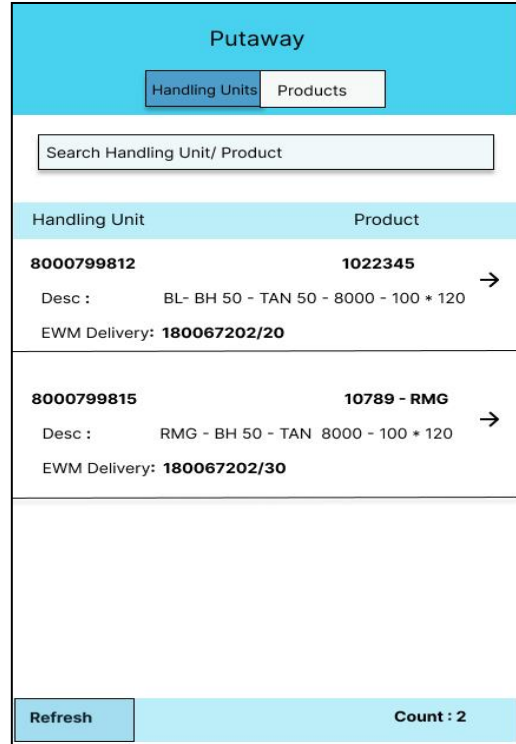 Putaway
Handling Units Products
Search Handling Unit/ Product
Handling Unit Product
8000799812 1022345
Desc : BL- BH 50 - TAN 50 - 8000 - 100 * 120
EWM Delivery: 180067202/20
8000799815 10789 - RMG
Desc : RMG - BH 50 - TAN 8000 - 100 * 120
EWM Delivery: 180067202/30
Refresh Count : 2